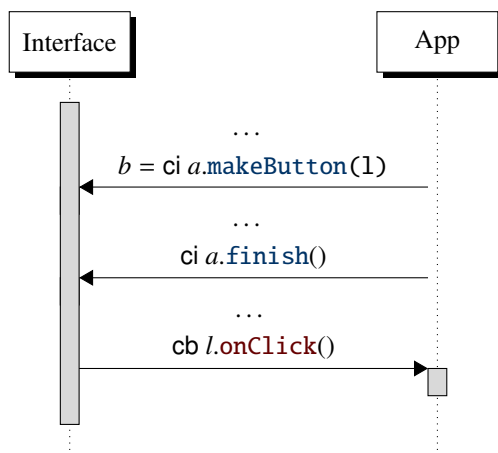 Interface
App
...
b = ci a.makeButton(l)
...
ci a.finish()
...
cb l.onClick()